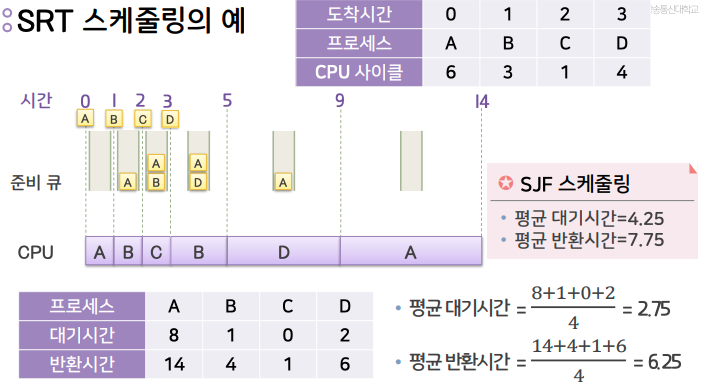 SRT 스케줄링의 예
송통신대학교
도착시간 0 1 2 3
프로세스 A B C D
CPU 사이클 6 3 1 4
시간 0 1 2 3 5 9 14
A B C D
A A
준비 큐 A B D A
CPU A B C B D A
SJF 스케줄링
• 평균 대기시간=4.25
• 평균 반환시간=7.75
프로세스 A B C D
대기시간 8 1 0 2
반환시간 14 4 1 6
• 평균 대기시간 = 8+1+0+2 / 4 = 2.75
• 평균 반환시간 = 14+4+1+6 / 4 = 6.25